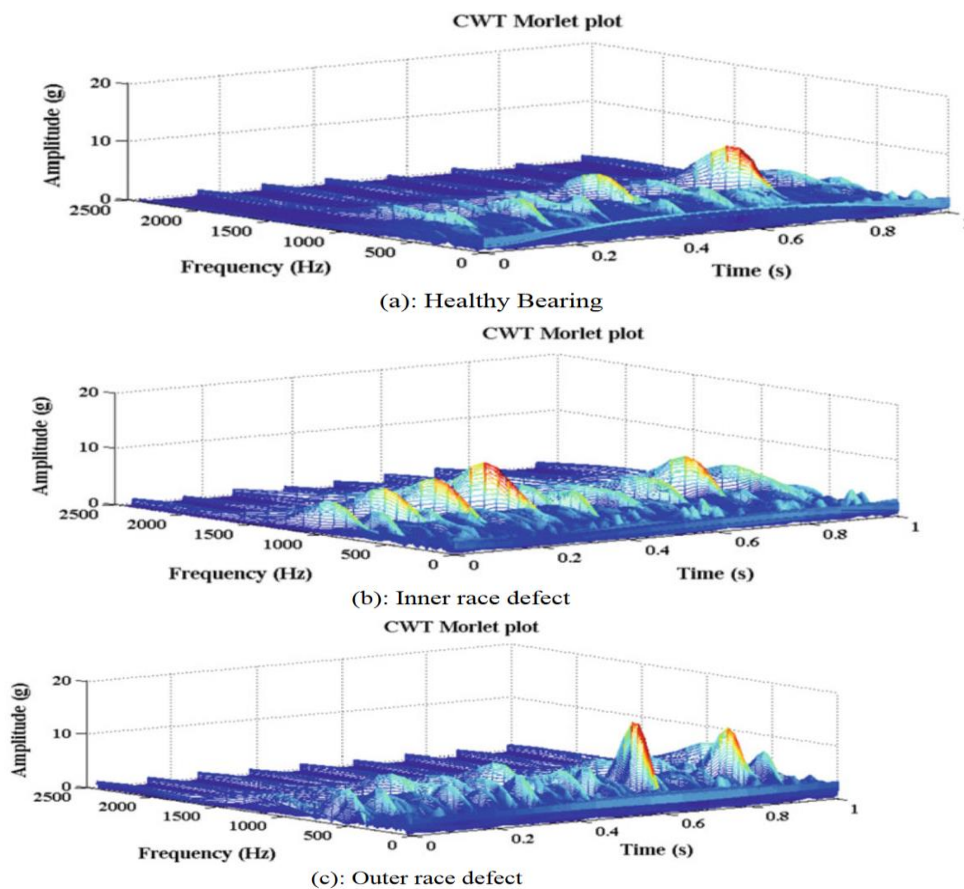 CWT Morlet plot
20
10
0
Amplitude (g)
2500
2000
1500
1000
500
0
Frequency (Hz)
0
0.2
0.4
0.6
0.8
Time (s)
(a): Healthy Bearing
CWT Morlet plot
20
10
0
Amplitude (g)
2500
2000
1500
1000
500
0
Frequency (Hz)
0
0.2
0.4
0.6
0.8
1
Time (s)
(b): Inner race defect
CWT Morlet plot
20
10
0
Amplitude (g)
2500
2000
1500
1000
500
0
Frequency (Hz)
0
0.2
0.4
0.6
0.8
1
Time (s)
(c): Outer race defect